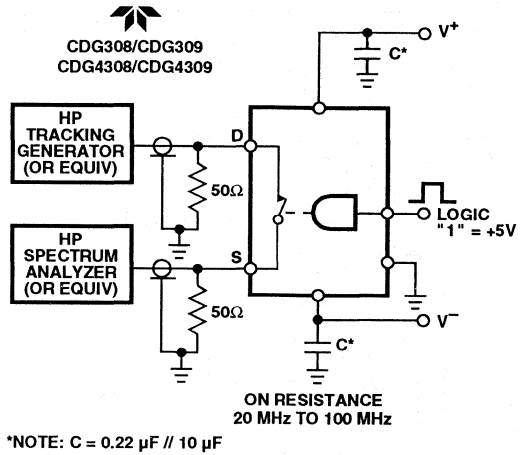 CDG308/CDG309
CDG4308/CDG4309
V+
C*
HP
TRACKING
GENERATOR
(OR EQUIV)
D
50Ω
LOGIC
"1" = +5V
HP
SPECTRUM
ANALYZER
(OR EQUIV)
S
50Ω
V−
C*
ON RESISTANCE
20 MHz TO 100 MHz
*NOTE: C = 0.22 µF // 10 µF